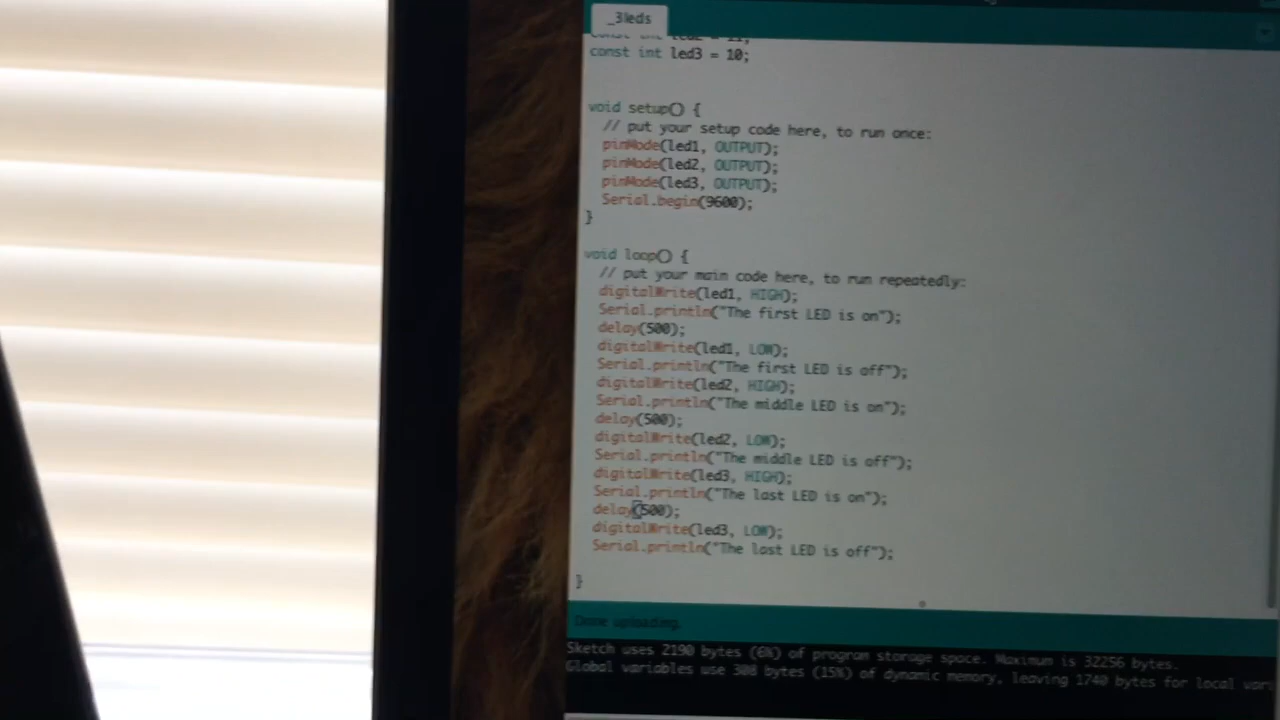 _3leds
const int led2 = 11;
const int led3 = 10;
void setup() {
// put your setup code here, to run once:
pinMode(led1, OUTPUT);
pinMode(led2, OUTPUT);
pinMode(led3, OUTPUT);
Serial.begin(9600);
}
void loop() {
// put your main code here, to run repeatedly:
digitalWrite(led1, HIGH);
Serial.println("The first LED is on");
delay(500);
digitalWrite(led1, LOW);
Serial.println("The first LED is off");
digitalWrite(led2, HIGH);
Serial.println("The middle LED is on");
delay(500);
digitalWrite(led2, LOW);
Serial.println("The middle LED is off");
digitalWrite(led3, HIGH);
Serial.println("The last LED is on");
delay(500);
digitalWrite(led3, LOW);
Serial.println("The last LED is off");
}
Done uploading.
Sketch uses 2190 bytes (6%) of program storage space. Maximum is 32256 bytes.
Global variables use 308 bytes (15%) of dynamic memory, leaving 1740 bytes for local vari